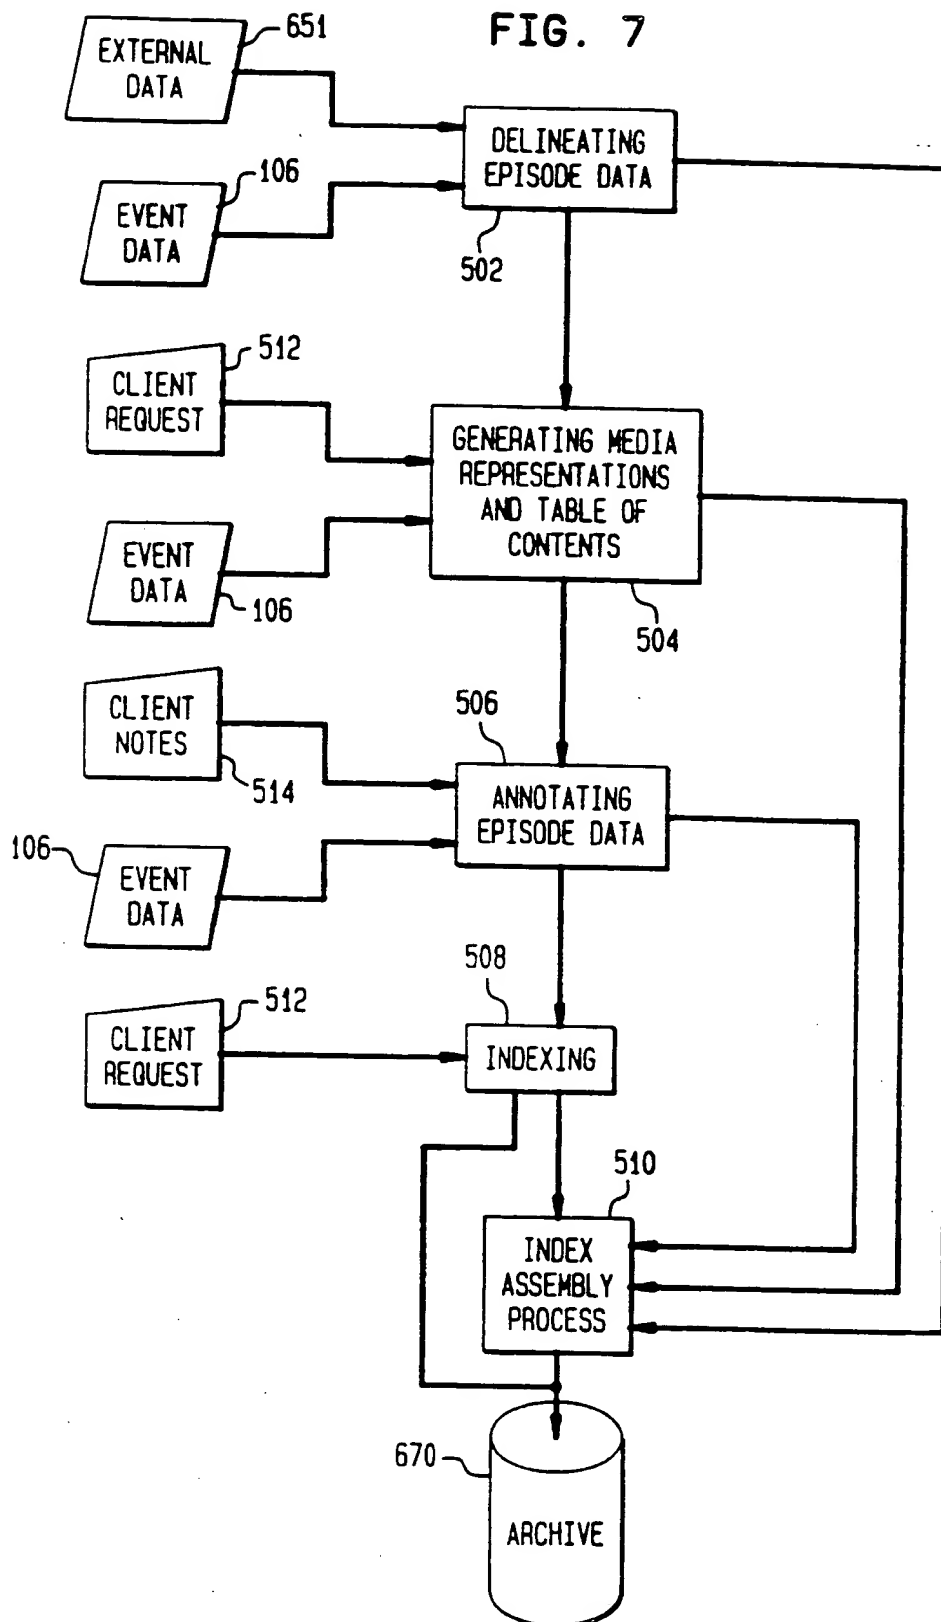 FIG. 7
651
EXTERNAL
DATA
DELINEATING
EPISODE DATA
502
106
EVENT
DATA
512
CLIENT
REQUEST
GENERATING MEDIA
REPRESENTATIONS
AND TABLE OF
CONTENTS
504
EVENT
DATA
106
CLIENT
NOTES
514
506
ANNOTATING
EPISODE DATA
106
EVENT
DATA
508
INDEXING
512
CLIENT
REQUEST
510
INDEX
ASSEMBLY
PROCESS
670
ARCHIVE